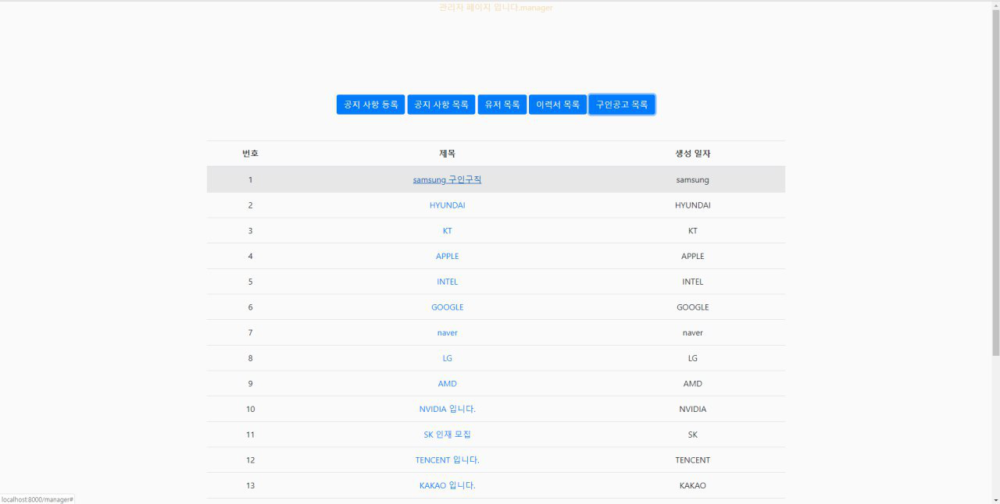 관리자 페이지 입니다.manager
공지 사항 등록 공지 사항 목록 유저 목록 이력서 목록 구인공고 목록
번호 제목 생성 일자
1 samsung 구인구직 samsung
2 HYUNDAI HYUNDAI
3 KT KT
4 APPLE APPLE
5 INTEL INTEL
6 GOOGLE GOOGLE
7 naver naver
8 LG LG
9 AMD AMD
10 NVIDIA 입니다. NVIDIA
11 SK 인재 모집 SK
12 TENCENT 입니다. TENCENT
13 KAKAO 입니다. KAKAO
localhost:8000/manager#